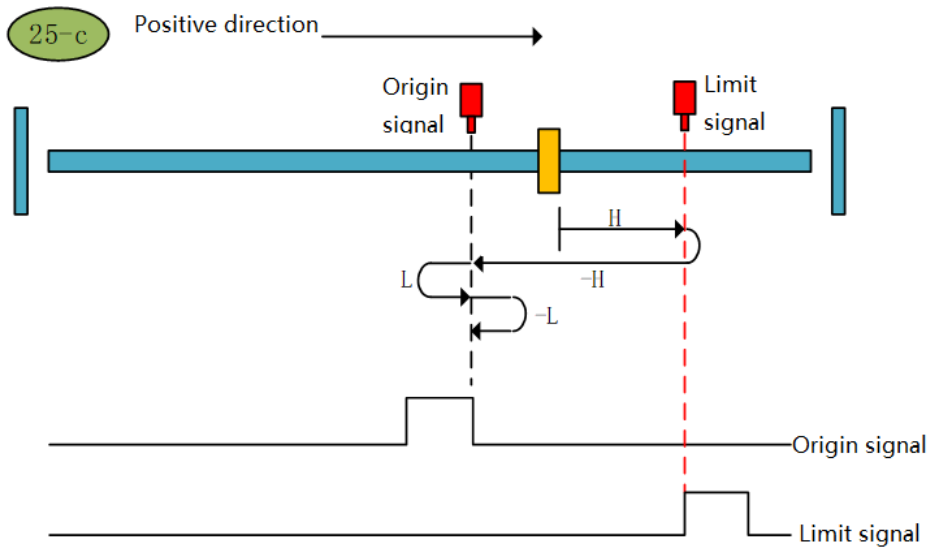 25-c
Positive direction
Origin
signal
Limit
signal
H
-H
L
-L
Origin signal
Limit signal